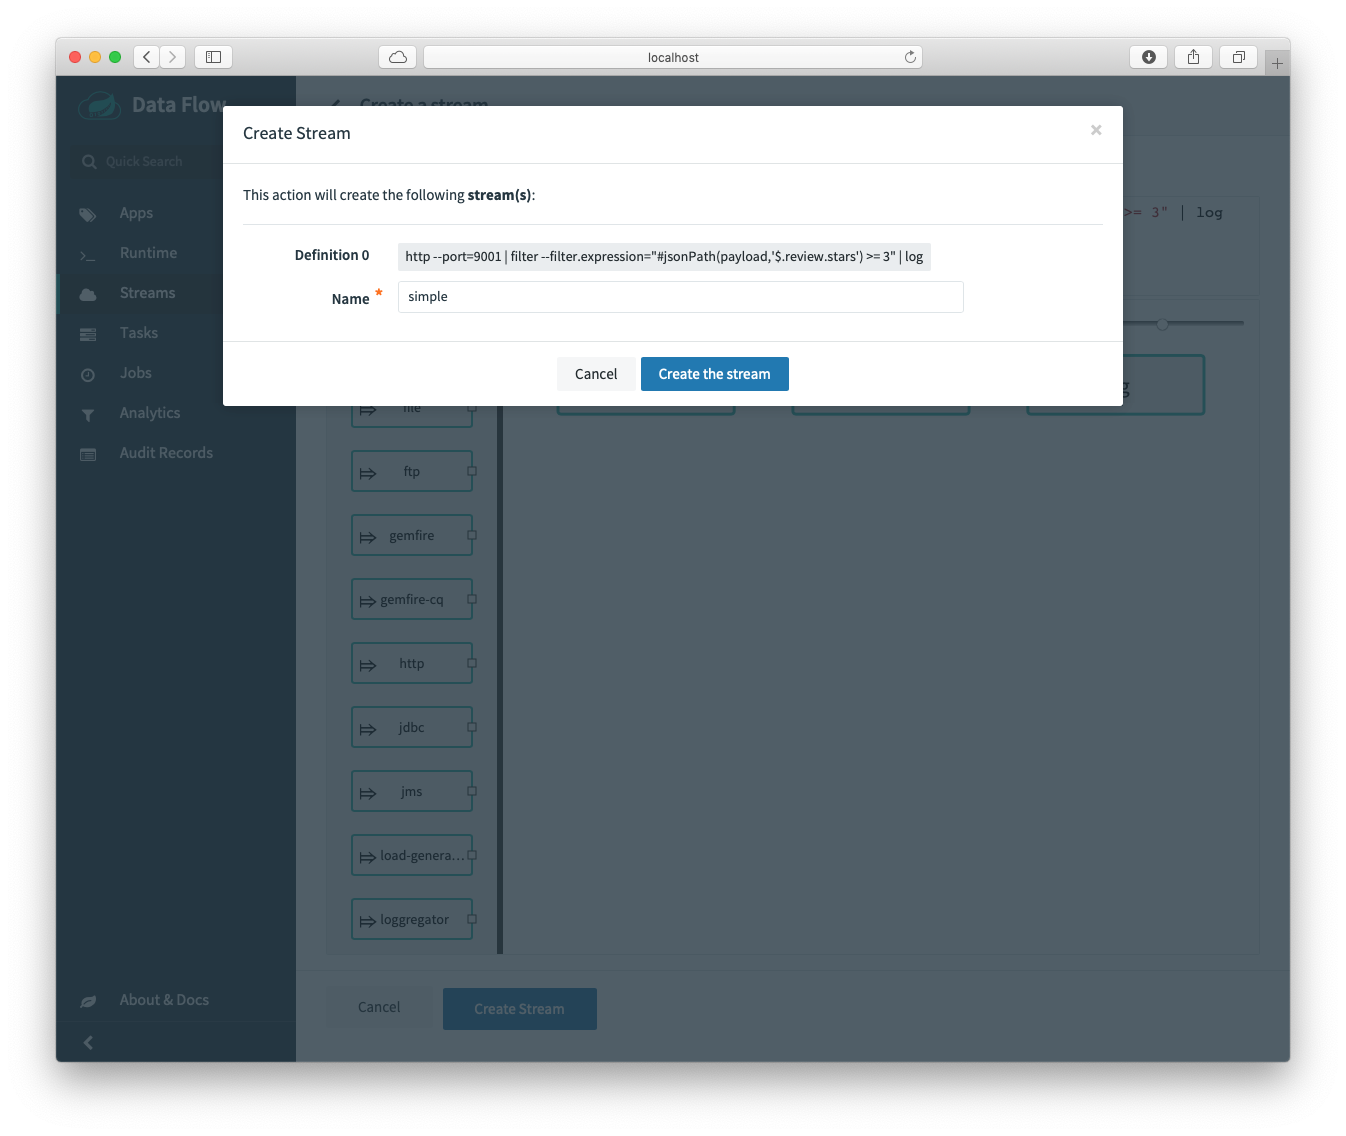 localhost
Data Flow
Create a stream
Create Stream
×
Quick Search
This action will create the following stream(s):
Apps
>= 3" | log
Runtime
Definition 0
http --port=9001 | filter --filter.expression="#jsonPath(payload,'$.review.stars') >= 3" | log
Streams
Name *
simple
Tasks
Jobs
Cancel
Create the stream
Analytics
file
Audit Records
ftp
gemfire
gemfire-cq
http
jdbc
jms
load-genera...
loggregator
About & Docs
Cancel
Create Stream